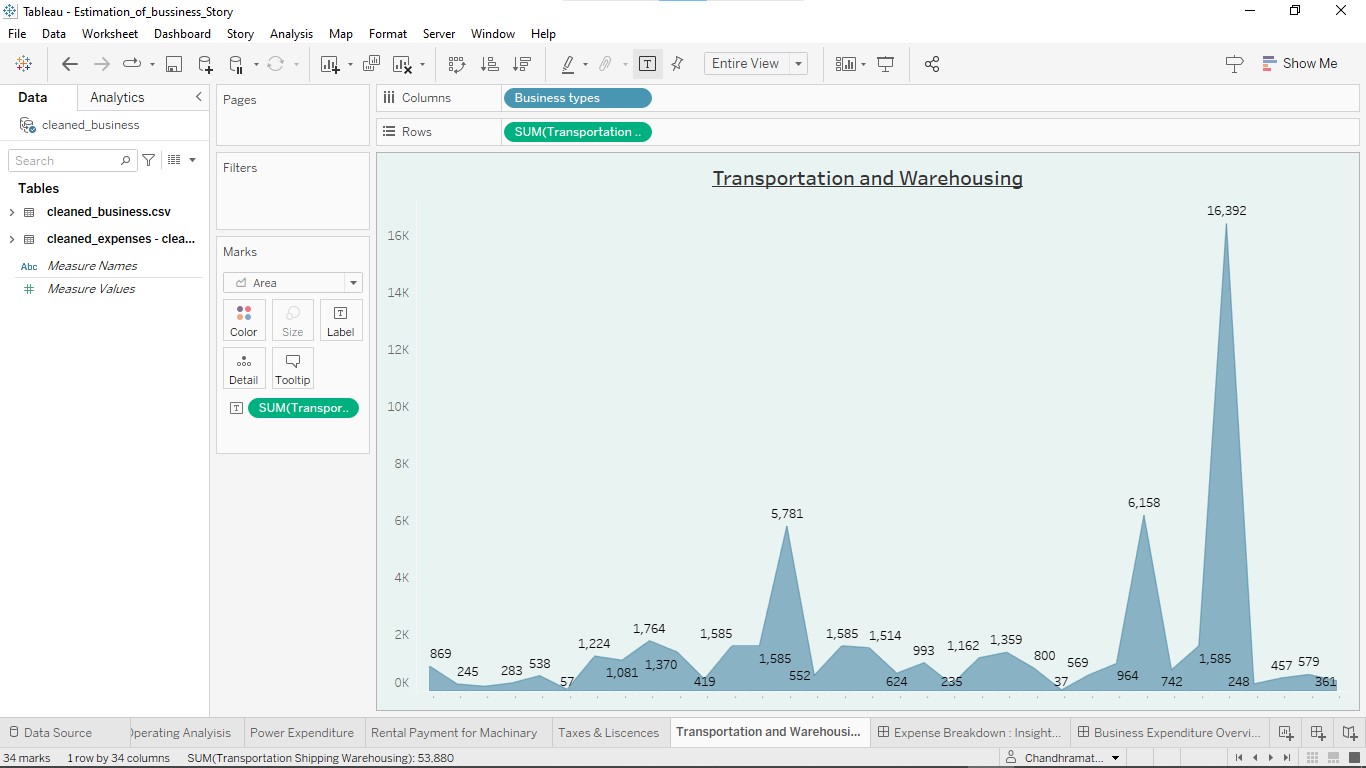 Tableau - Estimation_of_bussiness_Story
File Data Worksheet Dashboard Story Analysis Map Format Server Window Help
Entire View
Show Me
Data Analytics
cleaned_business
Search
Tables
cleaned_business.csv
cleaned_expenses - clea...
Abc Measure Names
# Measure Values
Pages
Filters
Marks
Area
Color Size Label
Detail Tooltip
SUM(Transpor..
Columns Business types
Rows SUM(Transportation ..
Transportation and Warehousing
16K
14K
12K
10K
8K
6K
4K
2K
0K
869
245
283
538
57
1,224
1,081
1,764
1,370
419
1,585
1,585
5,781
552
1,585
1,514
624
993
235
1,162
1,359
800
37
569
964
6,158
742
1,585
16,392
248
457
579
361
Data Source
Operating Analyisis
Power Expenditure
Rental Payment for Machinary
Taxes & Liscences
Transportation and Warehousi...
Expense Breakdown : Insight...
Business Expenditure Overvi...
34 marks 1 row by 34 columns SUM(Transportation Shipping Warehousing): 53,880
Chandhramat...